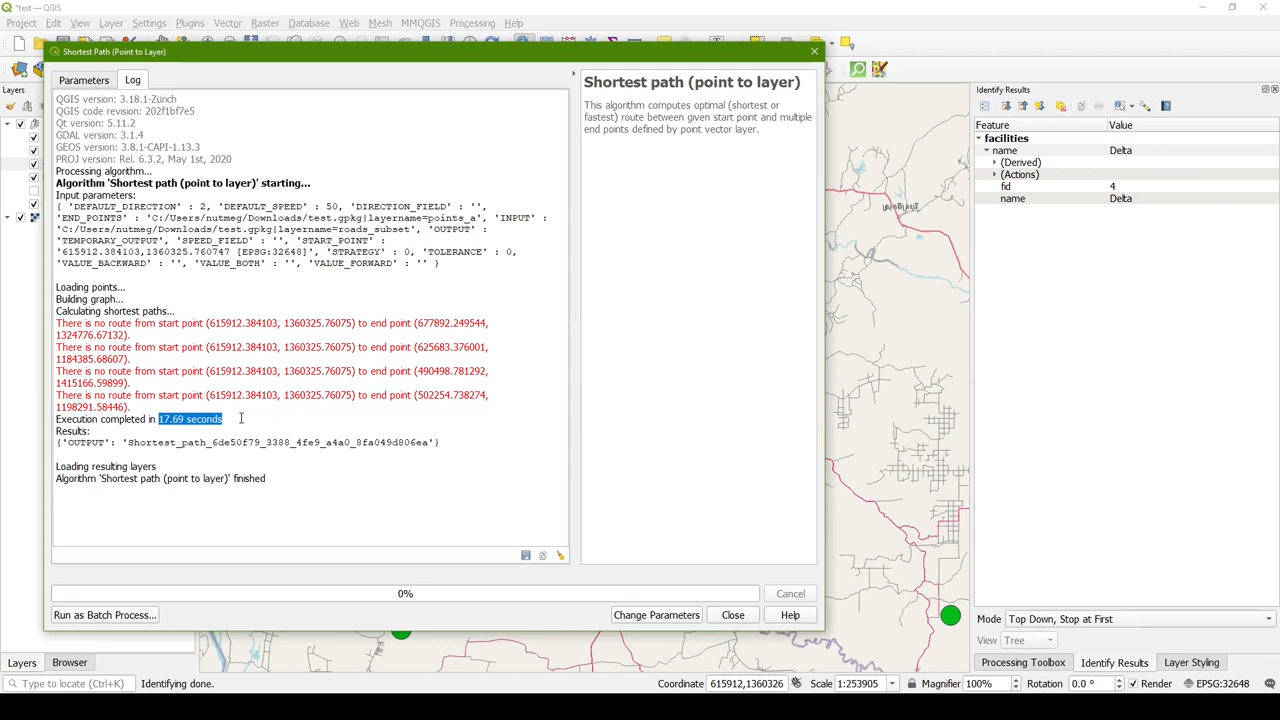 *test — QGIS
Project Edit View Layer Settings Plugins Vector Raster Database Web Mesh MMQGIS Processing Help
Shortest Path (Point to Layer)
Layers
Parameters Log
QGIS version: 3.18.1-Zürich
QGIS code revision: 202f1bf7e5
Qt version: 5.11.2
GDAL version: 3.1.4
GEOS version: 3.8.1-CAPI-1.13.3
PROJ version: Rel. 6.3.2, May 1st, 2020
Processing algorithm...
Algorithm 'Shortest path (point to layer)' starting...
Input parameters:
{ 'DEFAULT_DIRECTION' : 2, 'DEFAULT_SPEED' : 50, 'DIRECTION_FIELD' : '',
'END_POINTS' : 'C:/Users/nutmeg/Downloads/test.gpkg|layername=points_a', 'INPUT' :
'C:/Users/nutmeg/Downloads/test.gpkg|layername=roads_subset', 'OUTPUT' :
'TEMPORARY_OUTPUT', 'SPEED_FIELD' : '', 'START_POINT' :
'615912.384103,1360325.760747 [EPSG:32648]', 'STRATEGY' : 0, 'TOLERANCE' : 0,
'VALUE_BACKWARD' : '', 'VALUE_BOTH' : '', 'VALUE_FORWARD' : '' }
Loading points...
Building graph...
Calculating shortest paths...
There is no route from start point (615912.384103, 1360325.76075) to end point (677892.249544,
1324776.67132).
There is no route from start point (615912.384103, 1360325.76075) to end point (625683.376001,
1184385.68607).
There is no route from start point (615912.384103, 1360325.76075) to end point (490498.781292,
1415166.59899).
There is no route from start point (615912.384103, 1360325.76075) to end point (502254.738274,
1198291.58446).
Execution completed in 17.69 seconds
Results:
{'OUTPUT': 'Shortest_path_6de50f79_3388_4fe9_a4a0_8fa049d806ea'}
Loading resulting layers
Algorithm 'Shortest path (point to layer)' finished
Shortest path (point to layer)
This algorithm computes optimal (shortest or
fastest) route between given start point and multiple
end points defined by point vector layer.
0%
Cancel
Run as Batch Process... Change Parameters Close Help
Identify Results
Feature Value
facilities
name Delta
(Derived)
(Actions)
fid 4
name Delta
Mode Top Down, Stop at First
View Tree
Layers Browser
Processing Toolbox Identify Results Layer Styling
Type to locate (Ctrl+K) Identifying done. Coordinate 615912,1360326 Scale 1:253905 Magnifier 100% Rotation 0.0 ° Render EPSG:32648